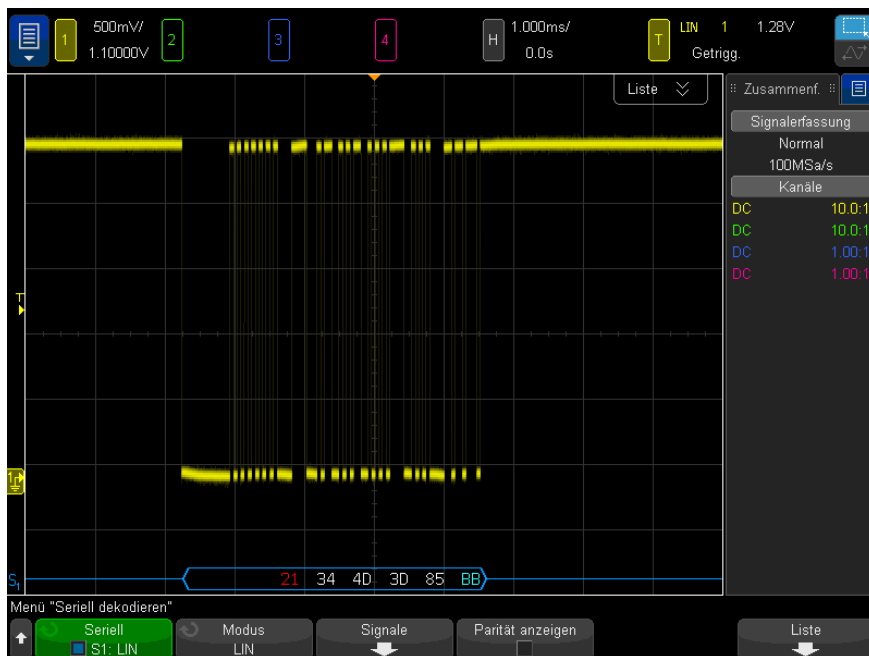 1 500mV/ 1.10000V
2
3
4
H 1.000ms/ 0.0s
T LIN 1 1.28V
Getrigg.
Liste
Zusammenf.
Signalerfassung
Normal
100MSa/s
Kanäle
DC 10.0:1
DC 10.0:1
DC 1.00:1
DC 1.00:1
T
1
S1 21 34 4D 3D 85 BB
Menü "Seriell dekodieren"
Seriell Modus Signale Parität anzeigen Liste
S1: LIN LIN